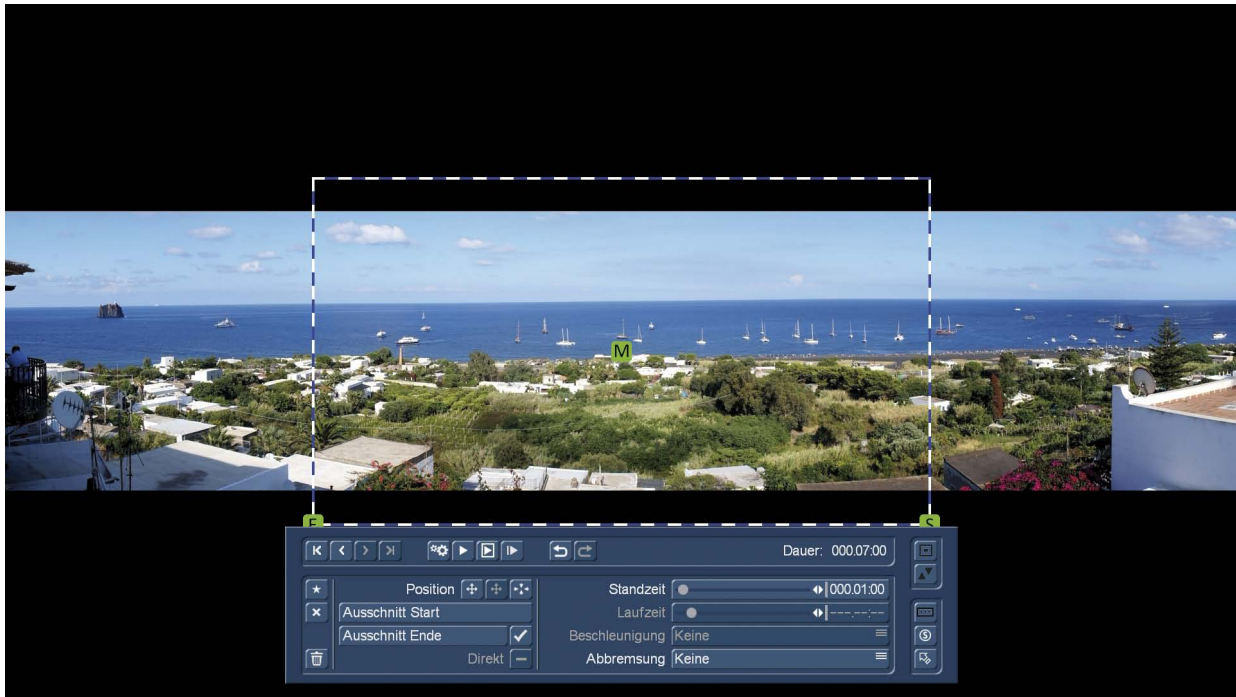 M
F
S
Dauer: 000.07:00
Position
Standzeit
000.01:00
Ausschnitt Start
Laufzeit
---.--:--
Ausschnitt Ende
Beschleunigung
Keine
Direkt
Abbremsung
Keine
S